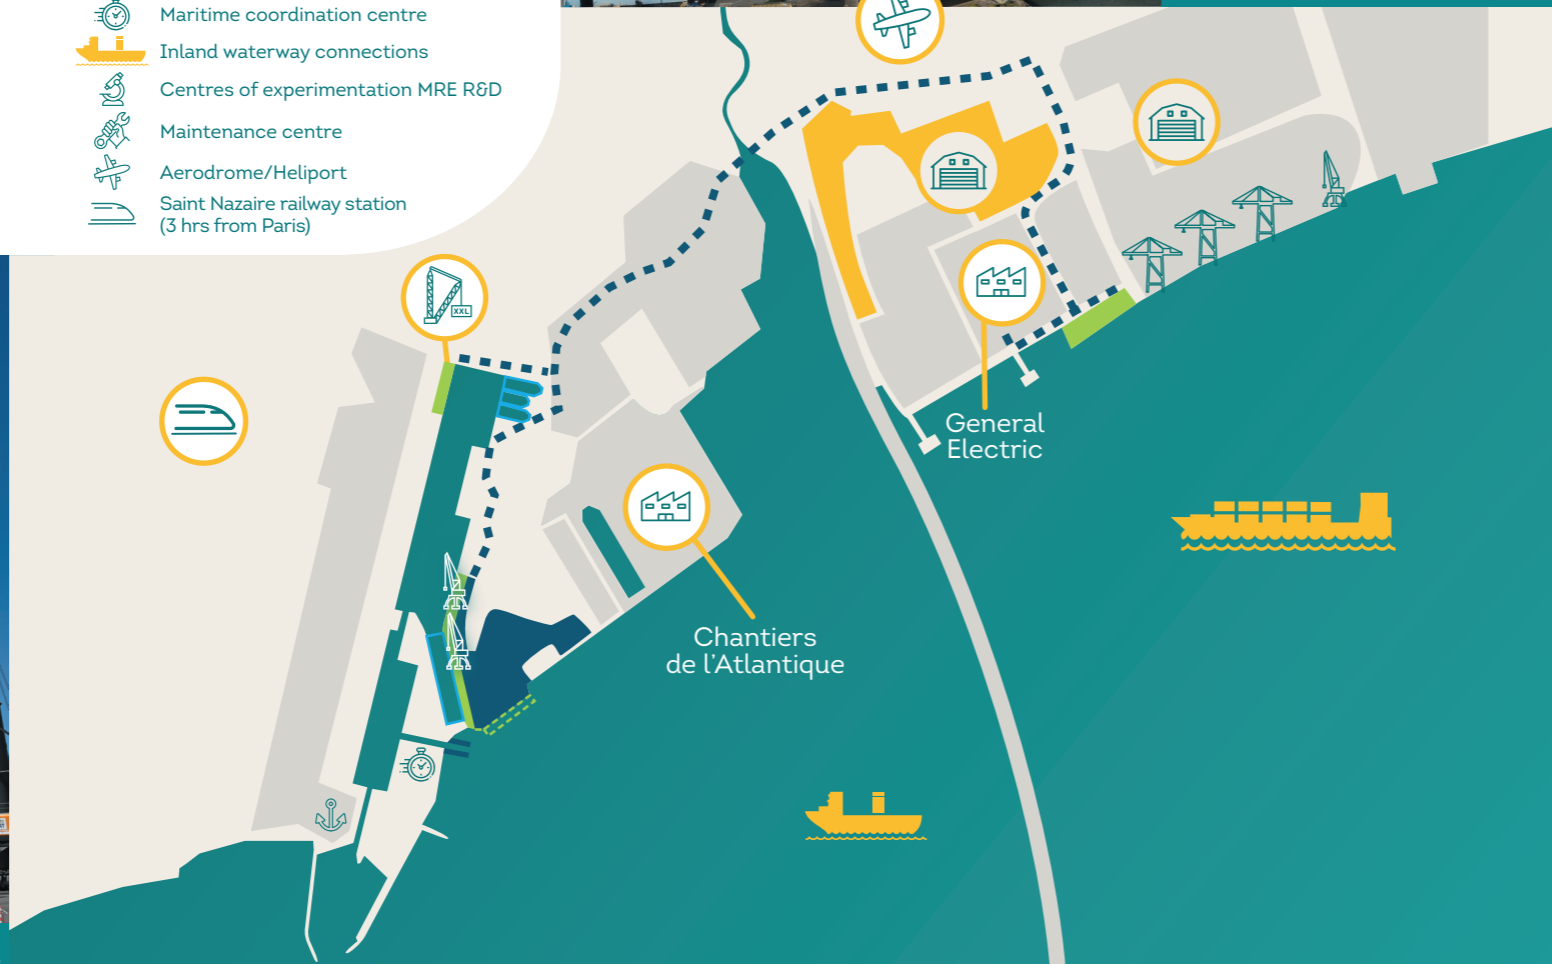 Maritime coordination centre
Inland waterway connections
Centres of experimentation MRE R&D
Maintenance centre
Aerodrome/Heliport
Saint Nazaire railway station
(3 hrs from Paris)
XXL
General
Electric
Chantiers
de l'Atlantique